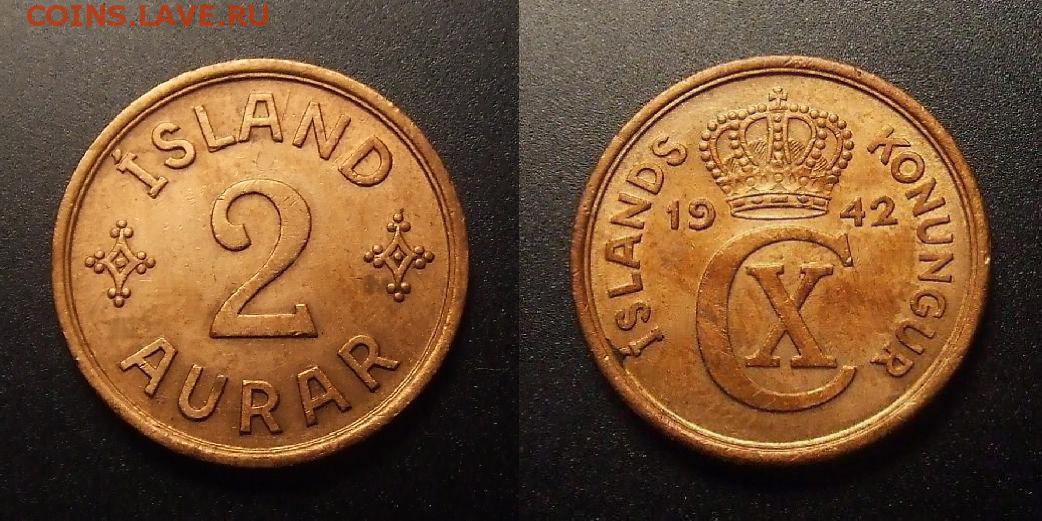 COINS.LAVE.RU
ÍSLAND
2
AURAR
ÍSLANDS KONUNGUR
19 42
CX